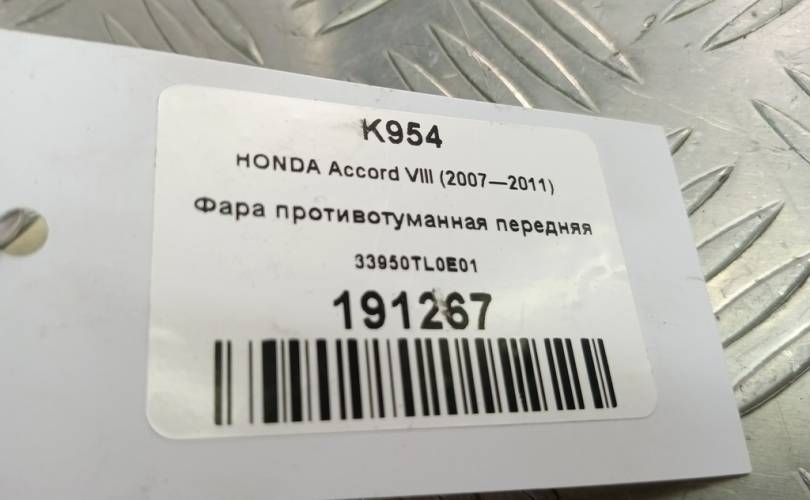 K954
HONDA Accord VIII (2007—2011)
Фара противотуманная передняя
33950TL0E01
191267